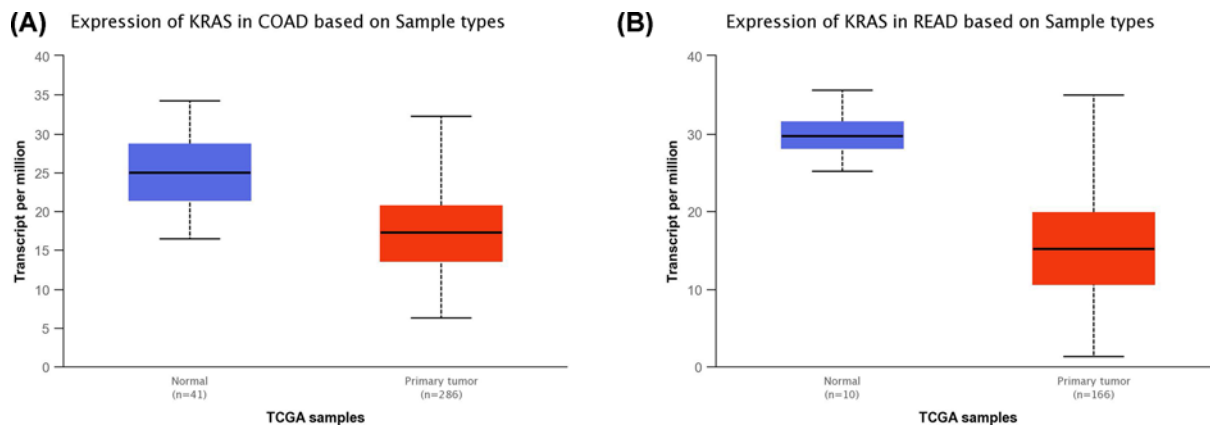 (A)
Expression of KRAS in COAD based on Sample types
40
35
30
25
20
15
10
5
0
Transcript per million
Normal
(n=41)
Primary tumor
(n=286)
TCGA samples
(B)
Expression of KRAS in READ based on Sample types
40
30
20
10
0
Transcript per million
Normal
(n=10)
Primary tumor
(n=166)
TCGA samples